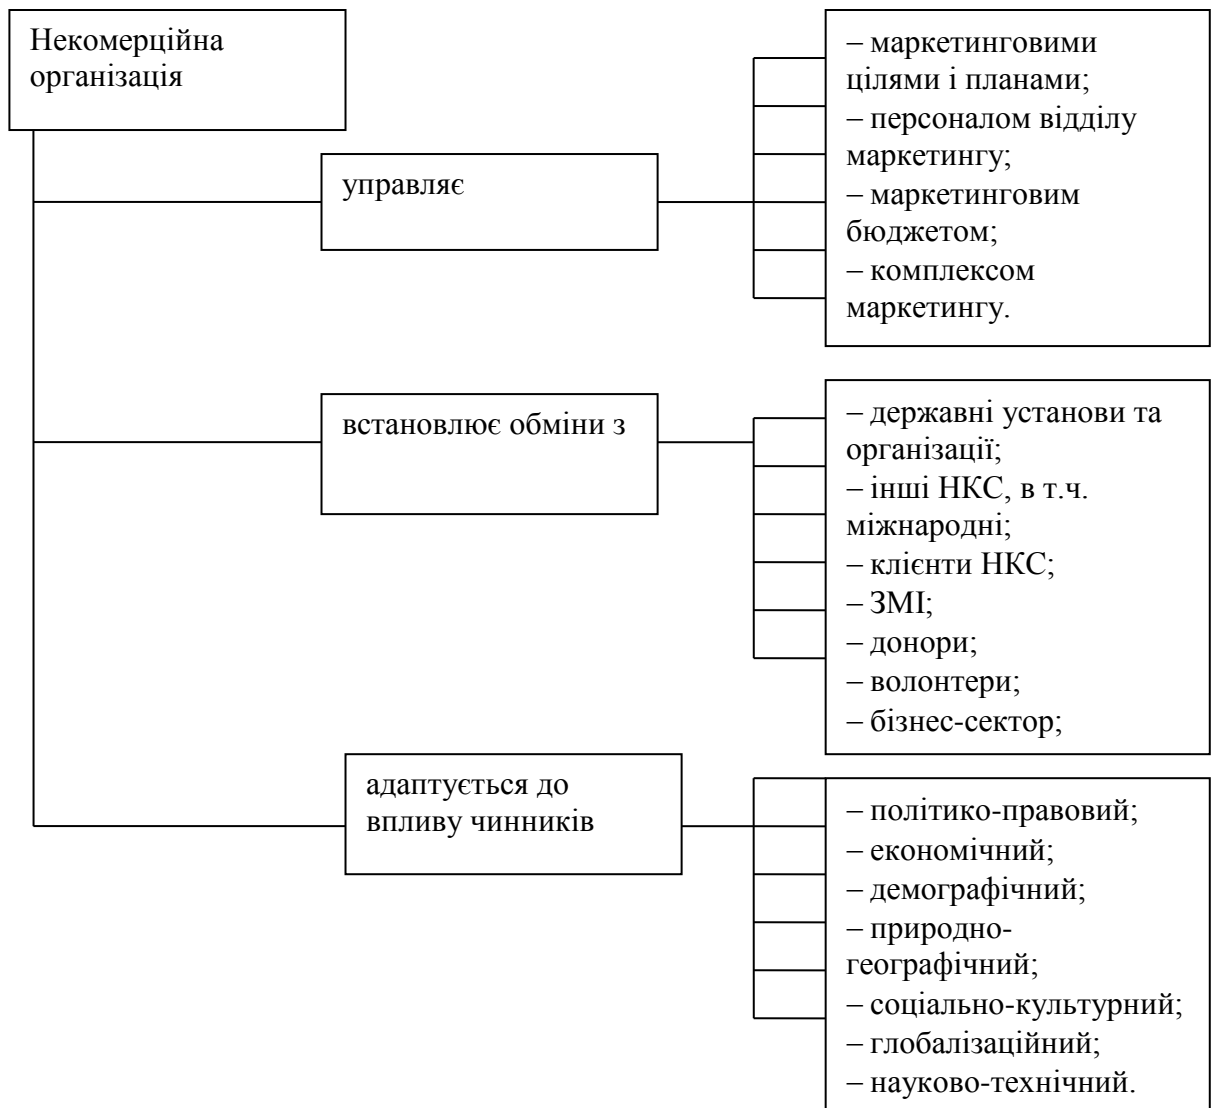 Некомерційна
організація
управляє
– маркетинговими
цілями і планами;
– персоналом відділу
маркетингу;
– маркетинговим
бюджетом;
– комплексом
маркетингу.
встановлює обміни з
– державні установи та
організації;
– інші НКС, в т.ч.
міжнародні;
– клієнти НКС;
– ЗМІ;
– донори;
– волонтери;
– бізнес-сектор;
адаптується до
впливу чинників
– політико-правовий;
– економічний;
– демографічний;
– природно-
географічний;
– соціально-культурний;
– глобалізаційний;
– науково-технічний.